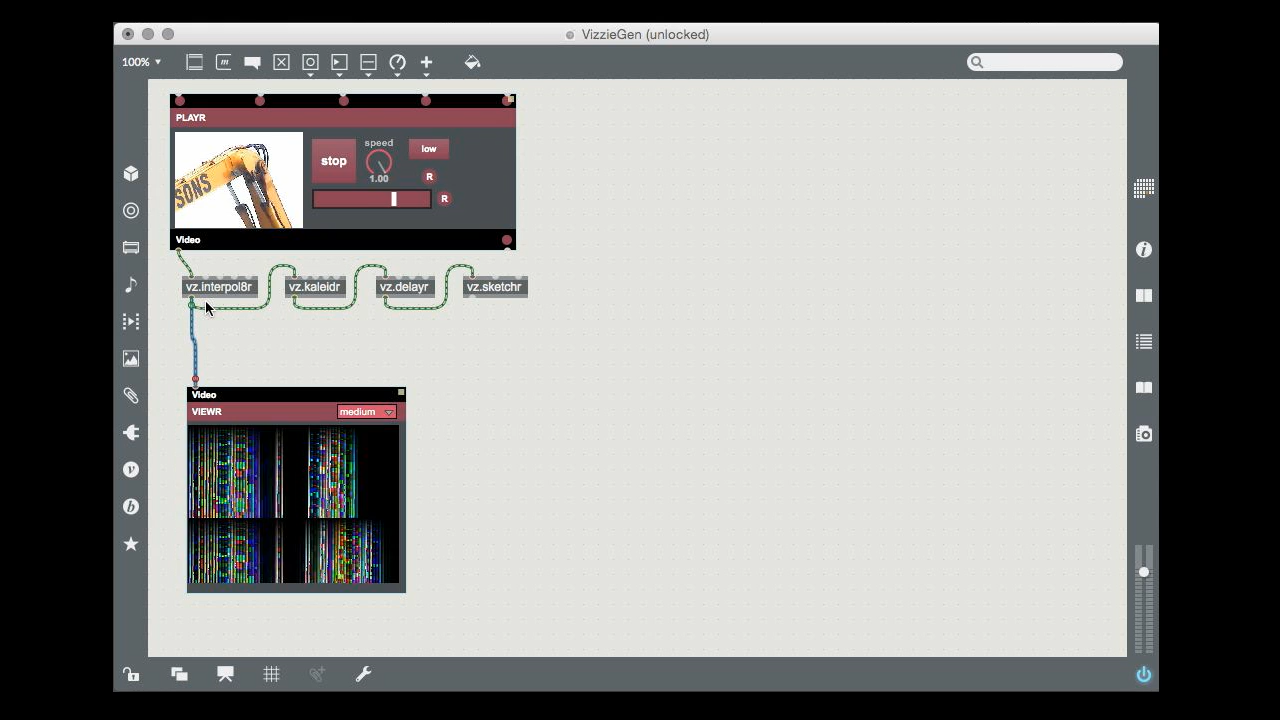 VizzieGen (unlocked)
100%
m
PLAYR
SONS
stop
speed
1.00
low
R
R
Video
vz.interpol8r
vz.kaleidr
vz.delayr
vz.sketchr
Video
VIEWR
medium
v
b